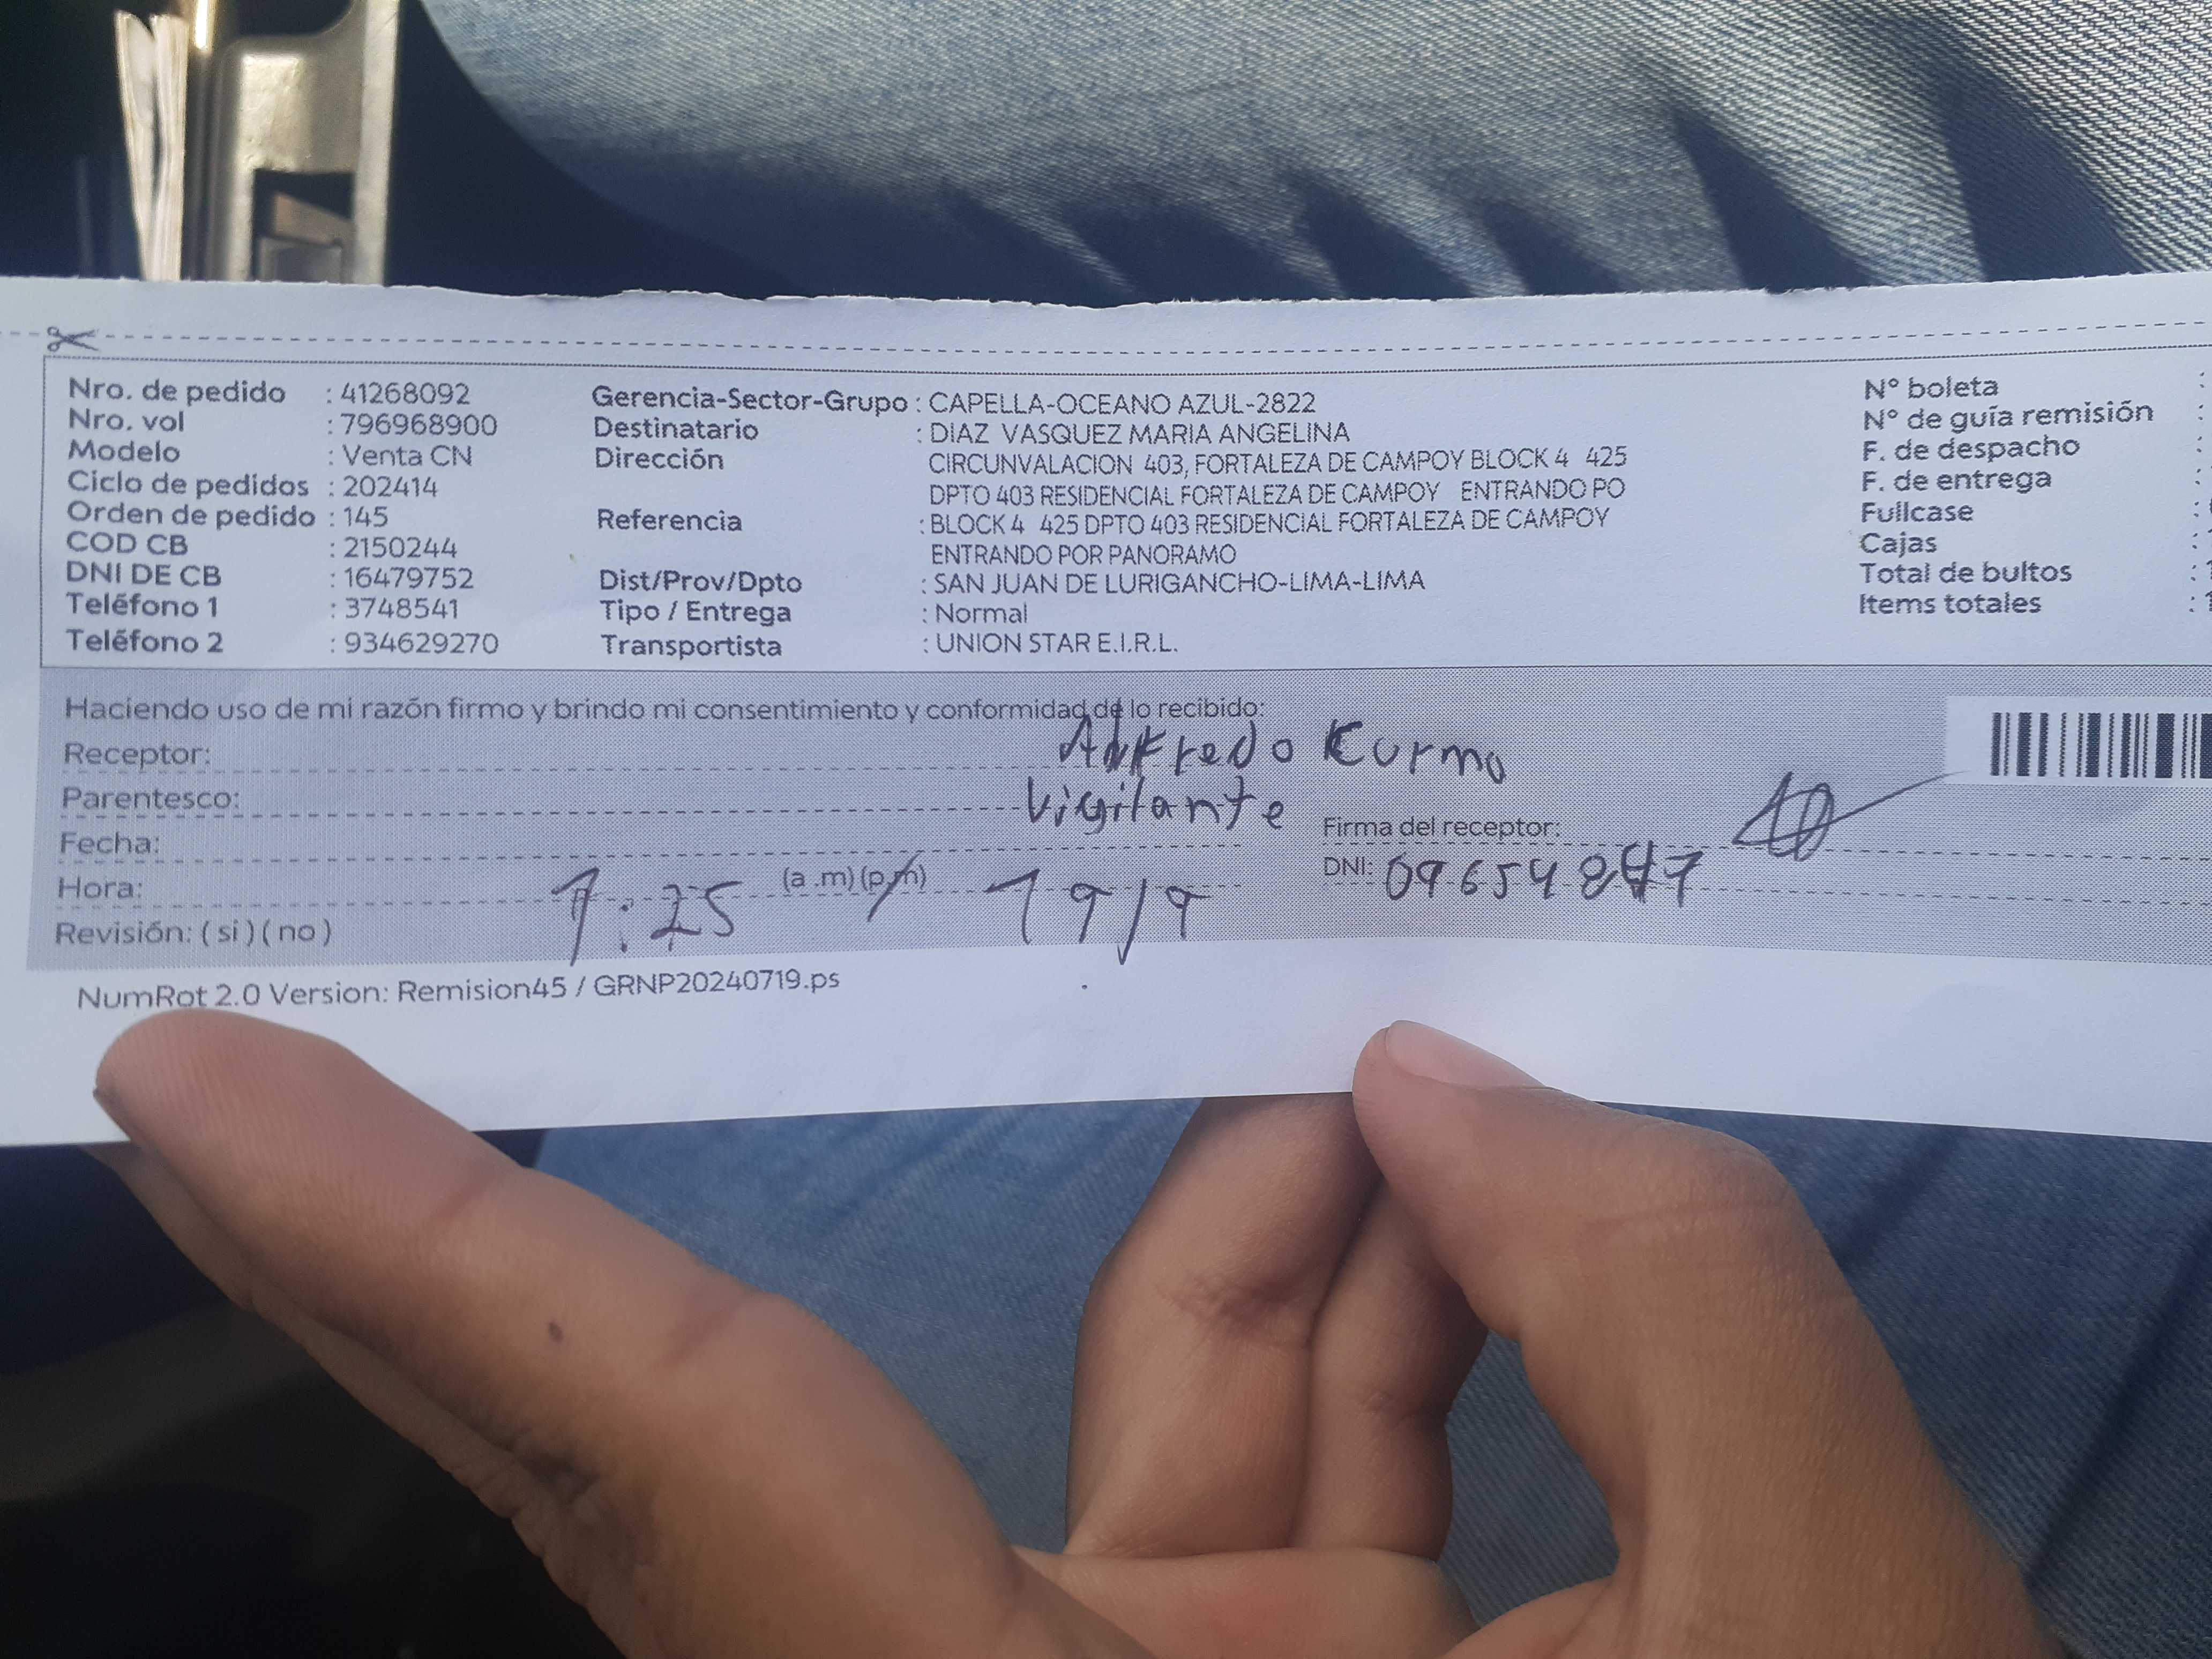 Nro. de pedido : 41268092
Nro. vol : 796968900
Modelo : Venta CN
Ciclo de pedidos : 202414
Orden de pedido : 145
COD CB : 2150244
DNI DE CB : 16479752
Teléfono 1 : 3748541
Teléfono 2 : 934629270
Gerencia-Sector-Grupo : CAPELLA-OCEANO AZUL-2822
Destinatario : DIAZ VASQUEZ MARIA ANGELINA
Dirección CIRCUNVALACION 403, FORTALEZA DE CAMPOY BLOCK 4 425
DPTO 403 RESIDENCIAL FORTALEZA DE CAMPOY ENTRANDO PO
Referencia : BLOCK 4 425 DPTO 403 RESIDENCIAL FORTALEZA DE CAMPOY
ENTRANDO POR PANORAMO
Dist/Prov/Dpto : SAN JUAN DE LURIGANCHO-LIMA-LIMA
Tipo / Entrega : Normal
Transportista : UNION STAR E.I.R.L.
N° boleta :
N° de guía remisión :
F. de despacho :
F. de entrega :
Fullcase :
Cajas :
Total de bultos :
Items totales :
Haciendo uso de mi razón firmo y brindo mi consentimiento y conformidad de lo recibido:
Receptor:
Parentesco: Vigilante
Fecha:
Firma del receptor:
Hora: (a .m) (p.m) 19/9
DNI:
Revisión: ( si ) ( no )
NumRot 2.0 Version: Remision45 / GRNP20240719.ps